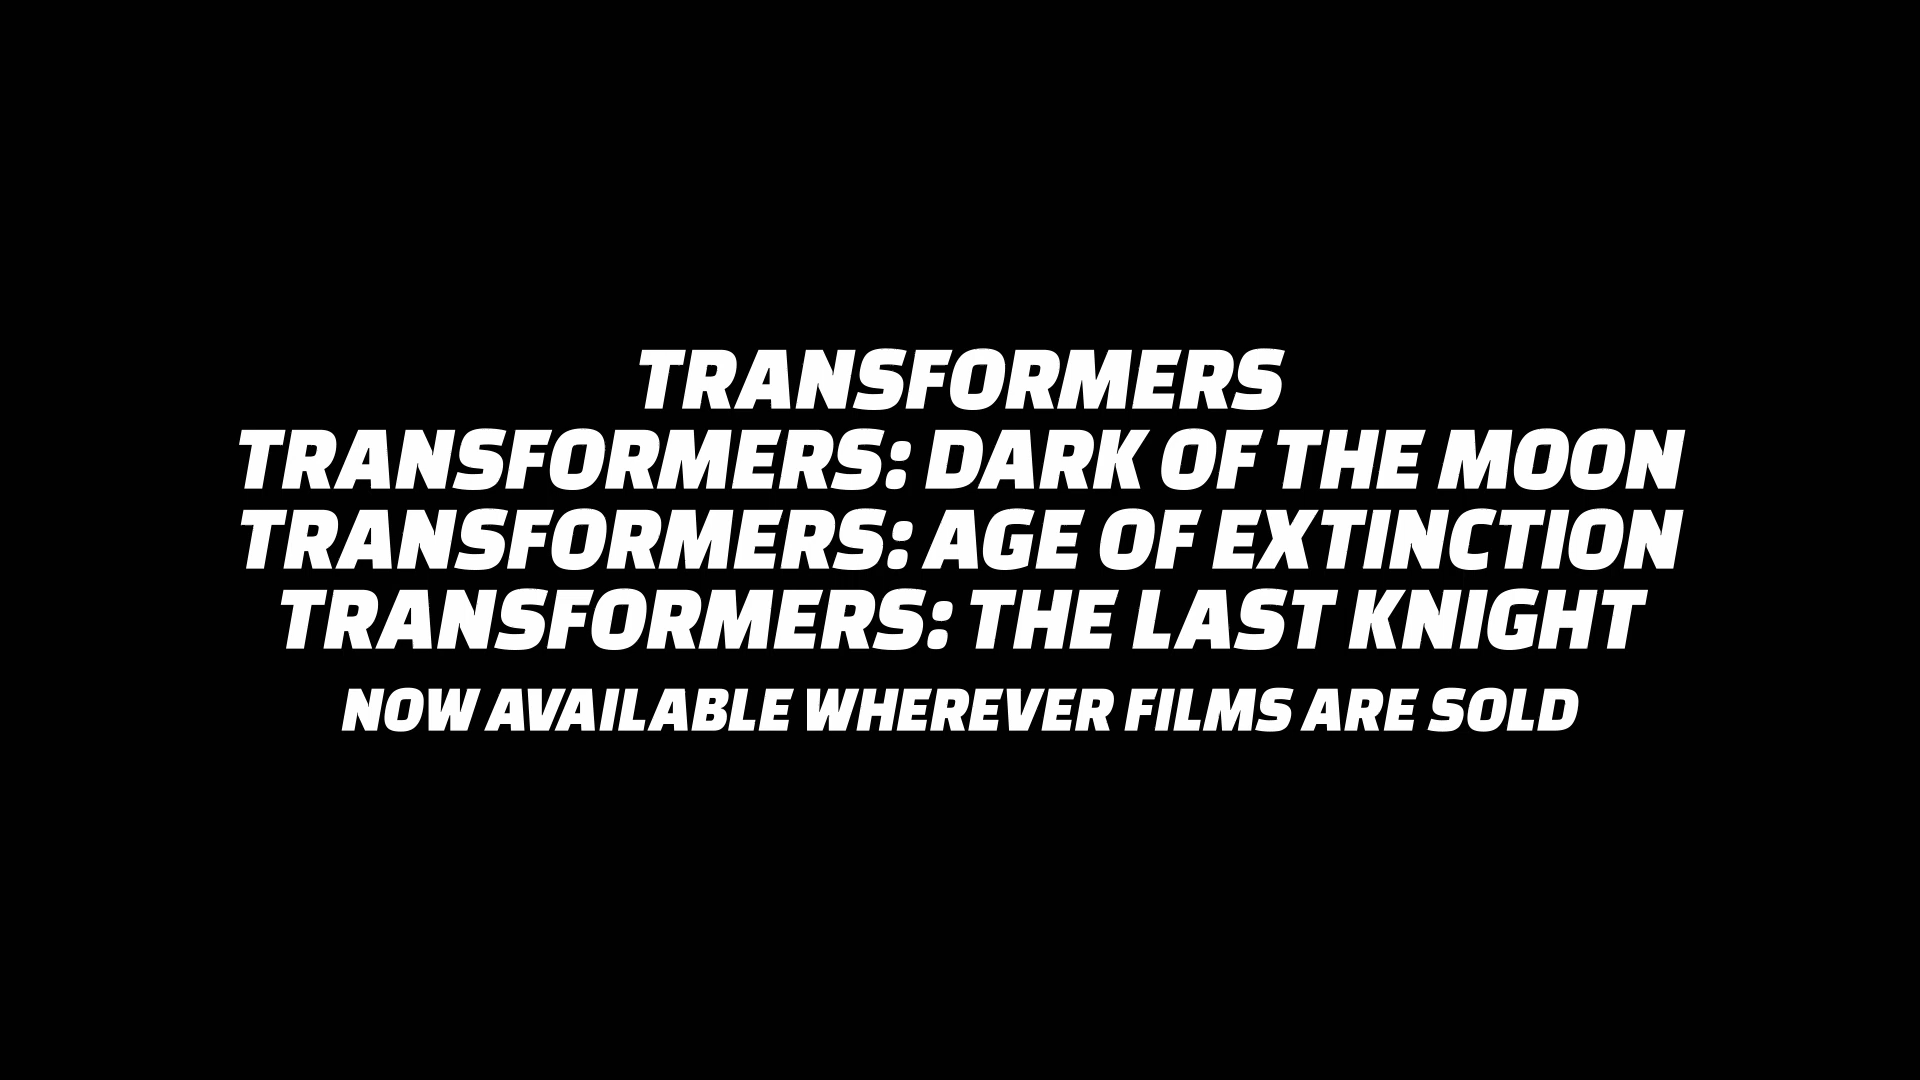 TRANSFORMERS
TRANSFORMERS: DARK OF THE MOON
TRANSFORMERS: AGE OF EXTINCTION
TRANSFORMERS: THE LAST KNIGHT
NOW AVAILABLE WHEREVER FILMS ARE SOLD